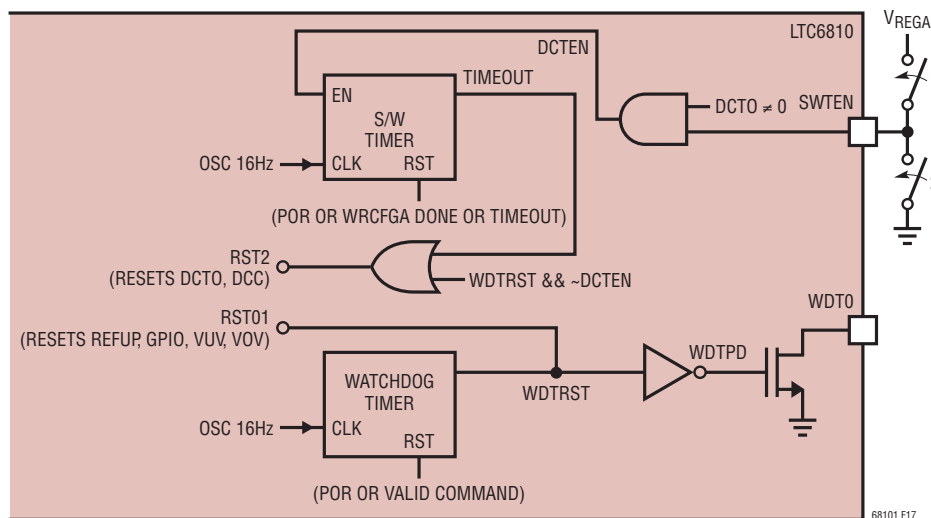 LTC6810
VREGA
DCTEN
TIMEOUT
EN
S/W
TIMER
DCTO ≠ 0
SWTEN
OSC 16Hz
CLK
RST
(POR OR WRCFGA DONE OR TIMEOUT)
RST2
(RESETS DCTO, DCC)
WDTRST && ~DCTEN
RST01
(RESETS REFUP, GPIO, VUV, VOV)
WDT0
WATCHDOG
TIMER
WDTPD
WDTRST
OSC 16Hz
CLK
RST
(POR OR VALID COMMAND)
68101 F17